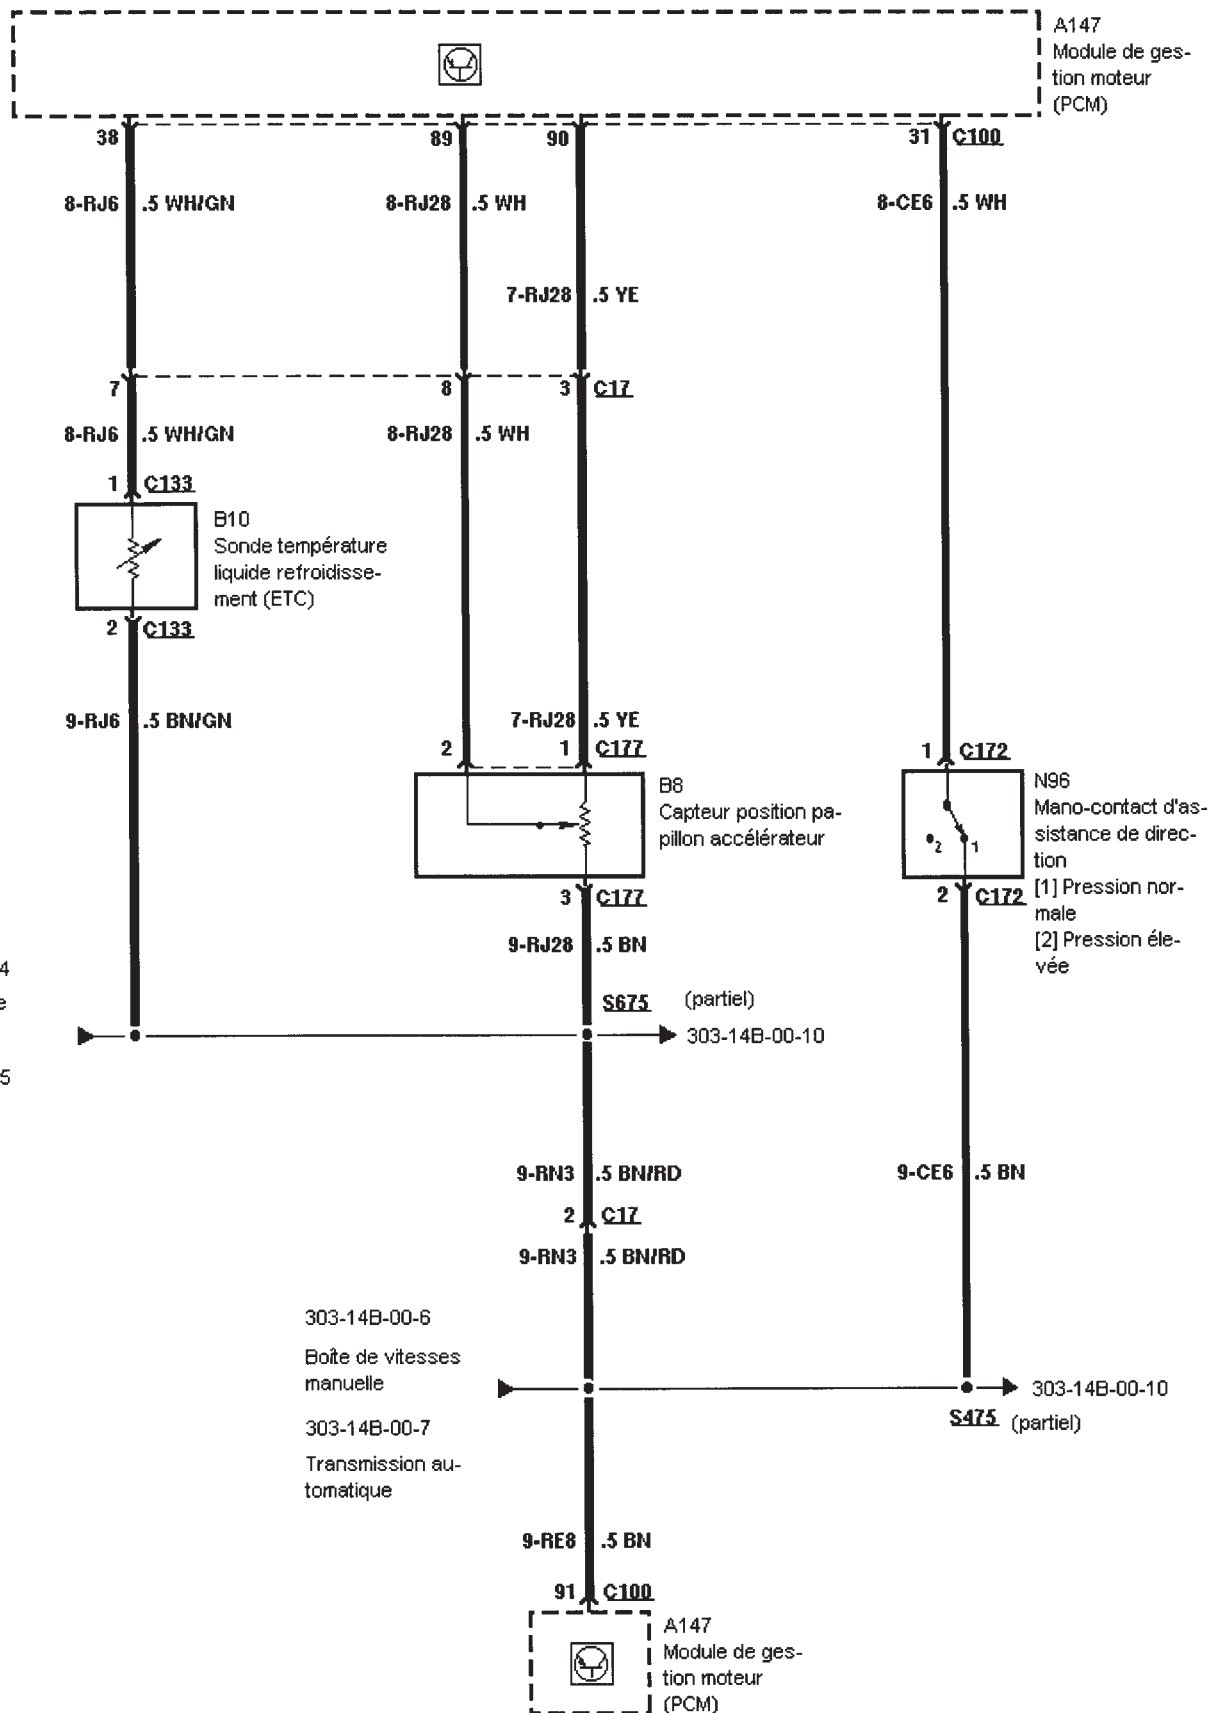 A147
Module de ges-
tion moteur
(PCM)
38 89 90 31 C100
8-RJ6 .5 WH/GN 8-RJ28 .5 WH 8-CE6 .5 WH
7-RJ28 .5 YE
7 8 3 C17
8-RJ6 .5 WH/GN 8-RJ28 .5 WH
1 C133
B10
Sonde température
liquide refroidisse-
ment (ETC)
2 C133
9-RJ6 .5 BN/GN 7-RJ28 .5 YE
2 1 C177 1 C172
B8
Capteur position pa-
pillon accélérateur
N96
Mano-contact d'as-
sistance de direc-
tion
[1] Pression nor-
male
[2] Pression éle-
vée
2 1
3 C177 2 C172
9-RJ28 .5 BN
4
e
5
S675 (partiel)
303-14B-00-10
9-RN3 .5 BN/RD 9-CE6 .5 BN
2 C17
9-RN3 .5 BN/RD
303-14B-00-6
Boîte de vitesses
manuelle
303-14B-00-7
Transmission au-
tomatique
303-14B-00-10
S475 (partiel)
9-RE8 .5 BN
91 C100
A147
Module de ges-
tion moteur
(PCM)